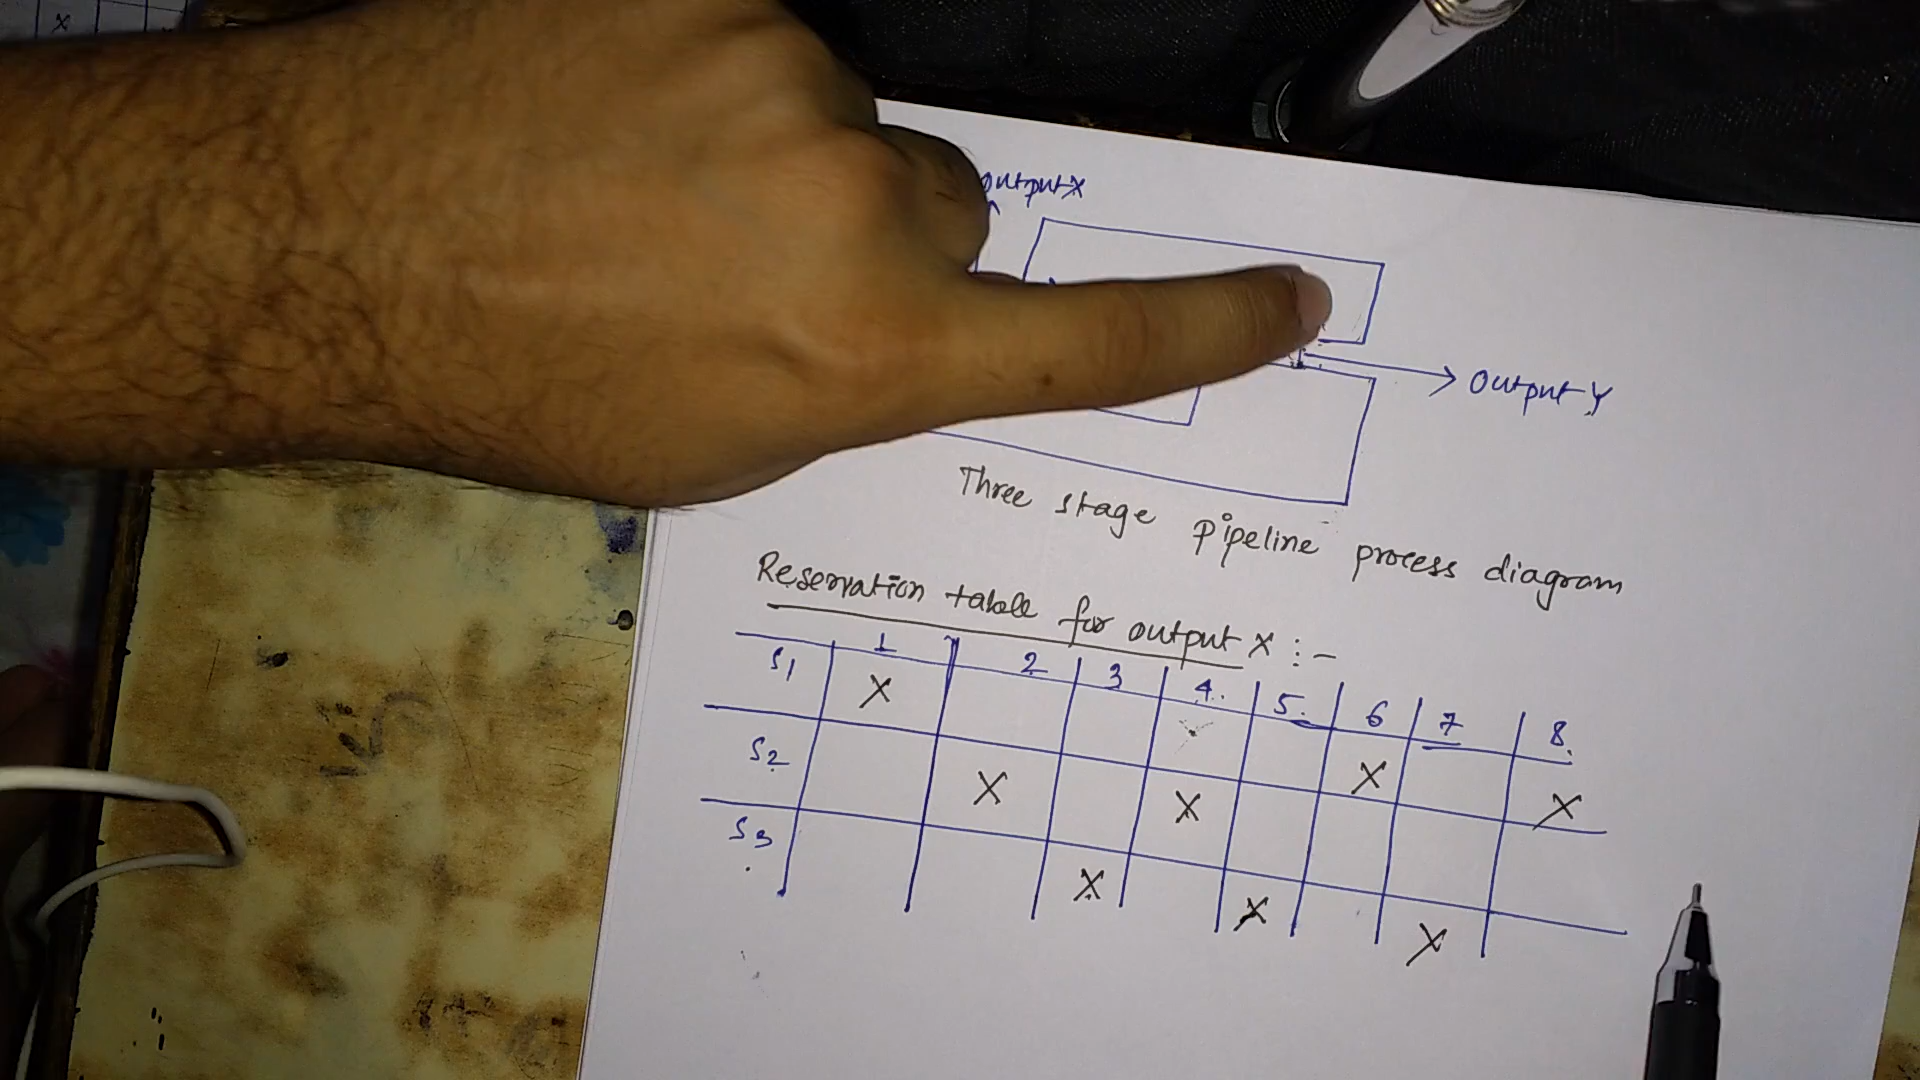 outputX
Output Y
Three stage pipeline process diagram
Reservation table for output X :-
1 2 3 4. 5. 6 7 8.
S1 X
S2 X X X X
S3 X X X